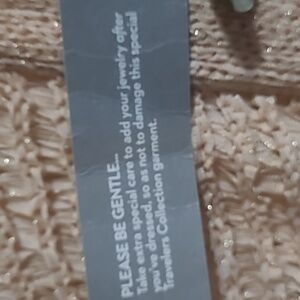 PLEASE BE GENTLE...
Take extra special care to add your jewelry after
you've dressed, so as not to damage this special
Travelers Collection garment.